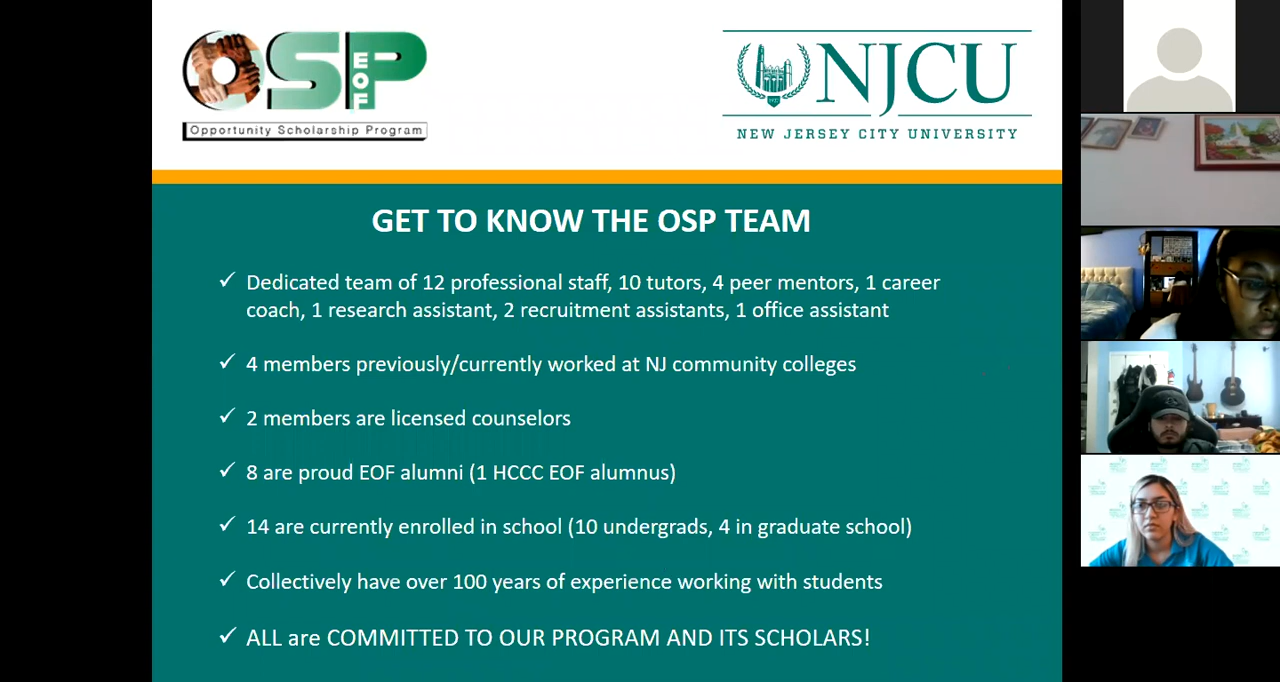 OSP
EOF
Opportunity Scholarship Program
NJCU
NEW JERSEY CITY UNIVERSITY
GET TO KNOW THE OSP TEAM
✓ Dedicated team of 12 professional staff, 10 tutors, 4 peer mentors, 1 career
coach, 1 research assistant, 2 recruitment assistants, 1 office assistant
✓ 4 members previously/currently worked at NJ community colleges
✓ 2 members are licensed counselors
✓ 8 are proud EOF alumni (1 HCCC EOF alumnus)
✓ 14 are currently enrolled in school (10 undergrads, 4 in graduate school)
✓ Collectively have over 100 years of experience working with students
✓ ALL are COMMITTED TO OUR PROGRAM AND ITS SCHOLARS!